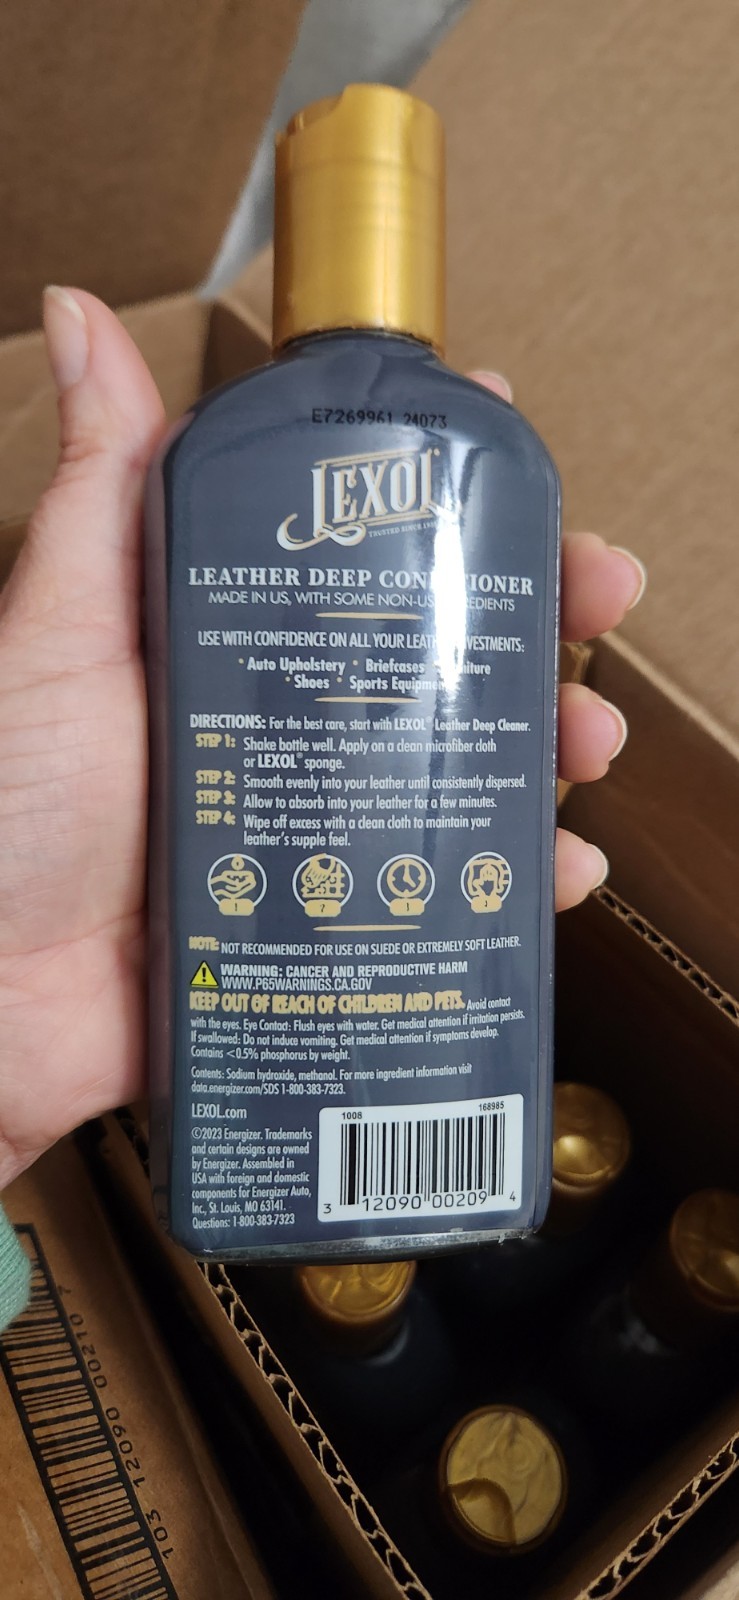 E7269961 24073
LEXOL
TRUSTED SINCE
LEATHER DEEP
MADE IN US, WITH SOME
USE WITH CONFIDENCE ON ALL YOUR
• Auto Upholstery • Briefcases
• Shoes • Sports
DIRECTIONS: For the best care, start with LEXOL® Leather Deep Cleaner.
STEP 1: Shake bottle well. Apply on a clean microfiber cloth
or LEXOL® sponge.
STEP 2: Smooth evenly into your leather until consistently dispersed.
STEP 3: Allow to absorb into your leather for a few minutes.
STEP 4: Wipe off excess with a clean cloth to maintain your
leather's supple feel.
1 2 3
NOTE: NOT RECOMMENDED FOR USE ON SUEDE OR EXTREMELY SOFT LEATHER.
WARNING: CANCER AND REPRODUCTIVE HARM
WWW.P65WARNINGS.CA.GOV
KEEP OUT OF REACH OF CHILDREN AND PETS. Avoid contact
with the eyes. Eye Contact: Flush eyes with water. Get medical attention if irritation persists.
If swallowed: Do not induce vomiting. Get medical attention if symptoms develop.
Contains <0.5% phosphorus by weight.
Contents: Sodium hydroxide, methanol. For more ingredient information visit
data.energizer.com/SDS 1-800-383-7323.
LEXOL.com
©2023 Energizer. Trademarks
and certain designs are owned
by Energizer. Assembled in
USA with foreign and domestic
components for Energizer Auto,
Inc., St. Louis, MO 63141.
Questions: 1-800-383-7323
1008 168985
3 12090 00209 4
103 12090 00210